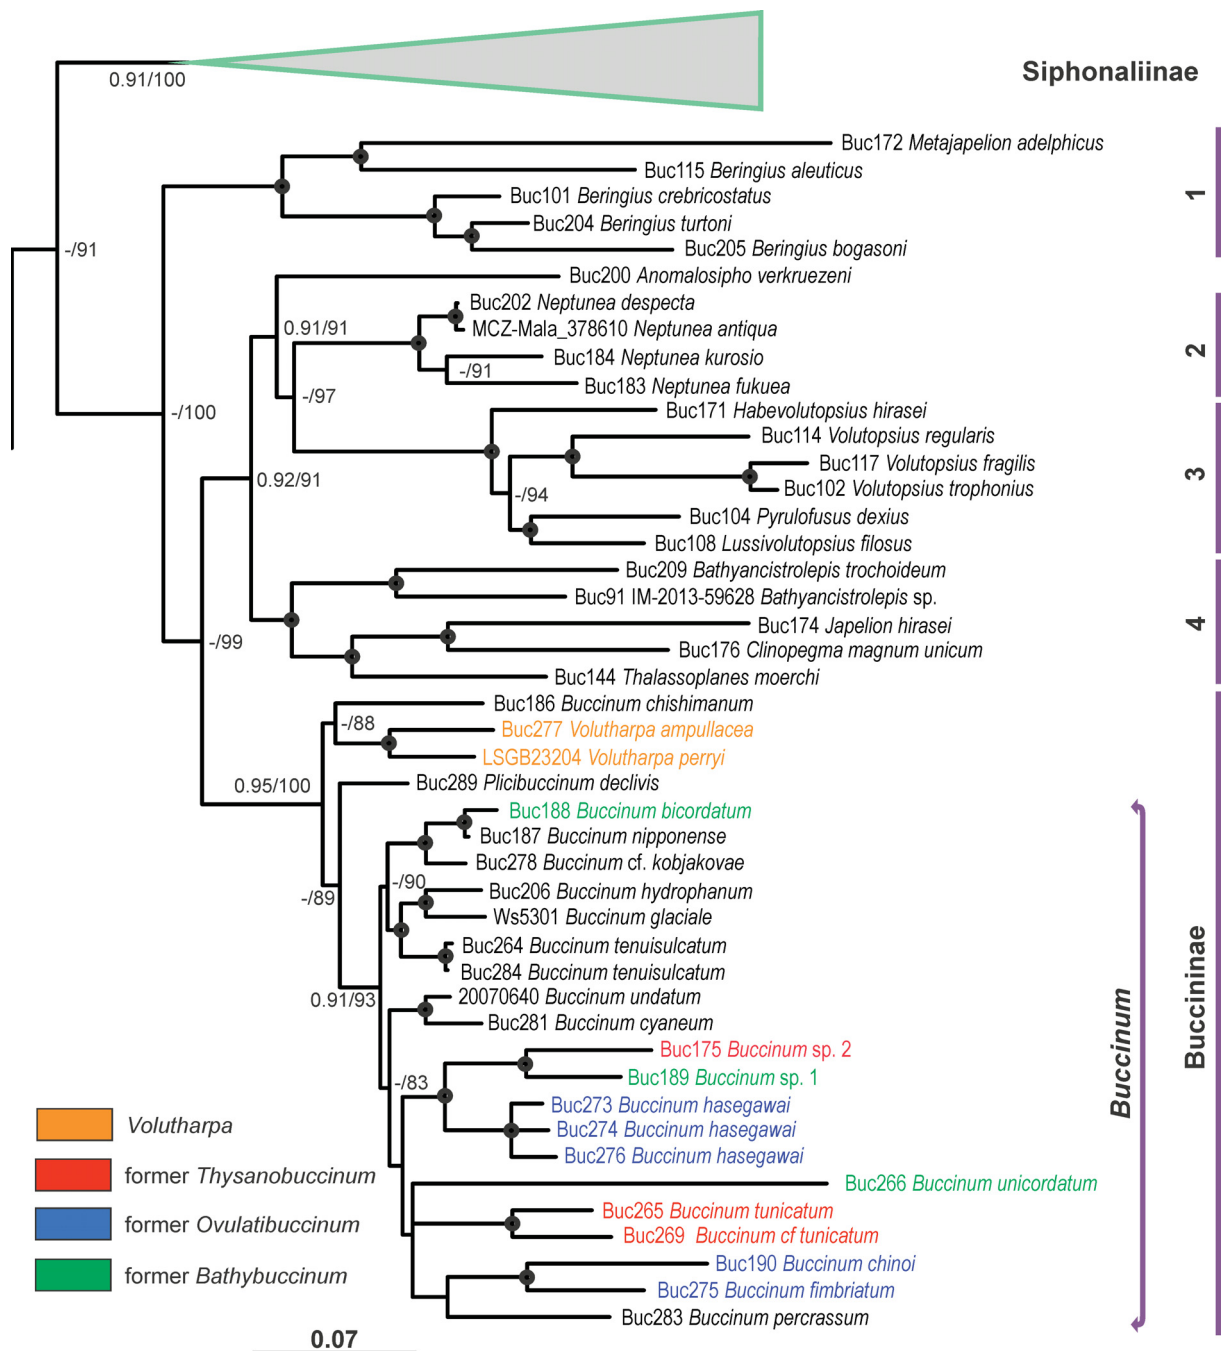 0.91/100
Siphonaliinae
Buc172 Metajapelion adelphicus
Buc115 Beringius aleuticus
Buc101 Beringius crebricostatus
Buc204 Beringius turtoni
Buc205 Beringius bogasoni
1
-/91
Buc200 Anomalosipho verkruezeni
Buc202 Neptunea despecta
0.91/91
MCZ-Mala_378610 Neptunea antiqua
Buc184 Neptunea kurosio
2
-/91
Buc183 Neptunea fukuea
-/97
-/100
Buc171 Habevolutopsius hirasei
Buc114 Volutopsius regularis
Buc117 Volutopsius fragilis
3
0.92/91
Buc102 Volutopsius trophonius
-/94
Buc104 Pyrulofusus dexius
Buc108 Lussivolutopsius filosus
Buc209 Bathyancistrolepis trochoideum
Buc91 IM-2013-59628 Bathyancistrolepis sp.
Buc174 Japelion hirasei
4
-/99
Buc176 Clinopegma magnum unicum
Buc144 Thalassoplanes moerchi
Buc186 Buccinum chishimanum
-/88
Buc277 Volutharpa ampullacea
LSGB23204 Volutharpa perryi
0.95/100
Buc289 Plicibuccinum declivis
Buc188 Buccinum bicordatum
Buc187 Buccinum nipponense
Buc278 Buccinum cf. kobjakovae
-/90
-/89
Buc206 Buccinum hydrophanum
Ws5301 Buccinum glaciale
Buc264 Buccinum tenuisulcatum
Buc284 Buccinum tenuisulcatum
0.91/93
20070640 Buccinum undatum
Buc281 Buccinum cyaneum
Buccinum
Buccininae
Buc175 Buccinum sp. 2
-/83
Buc189 Buccinum sp. 1
Buc273 Buccinum hasegawai
Buc274 Buccinum hasegawai
Buc276 Buccinum hasegawai
Buc266 Buccinum unicordatum
Buc265 Buccinum tunicatum
Buc269 Buccinum cf tunicatum
Buc190 Buccinum chinoi
Buc275 Buccinum fimbriatum
Buc283 Buccinum percrassum
Volutharpa
former Thysanobuccinum
former Ovulatibuccinum
former Bathybuccinum
0.07